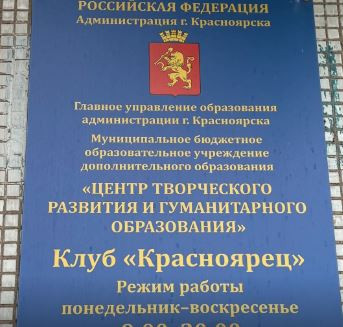 РОССИЙСКАЯ ФЕДЕРАЦИЯ
Администрация г. Красноярска
Главное управление образования
администрации г. Красноярска
Муниципальное бюджетное
образовательное учреждение
дополнительного образования
«ЦЕНТР ТВОРЧЕСКОГО
РАЗВИТИЯ И ГУМАНИТАРНОГО
ОБРАЗОВАНИЯ»
Клуб «Красноярец»
Режим работы
понедельник–воскресенье